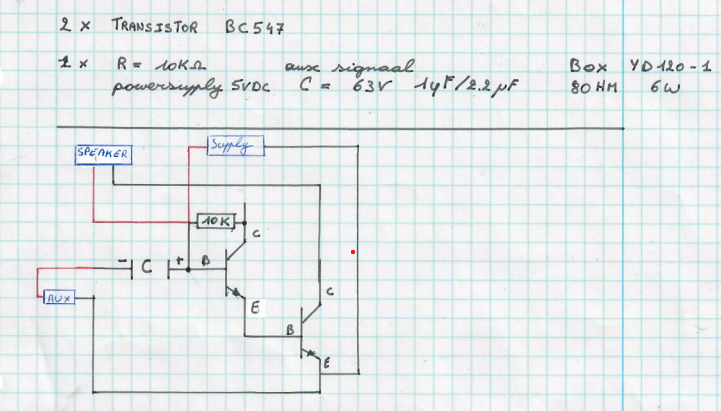 2 x TRANSISTOR BC547
1 x R = 10KΩ aux signaal BOX YD120-1
powersupply 5VDC C = 63V 1µF/2.2µF 8OHM 6W
SPEAKER
Supply
10K
C
- C + B
AUX
E
C
B
E